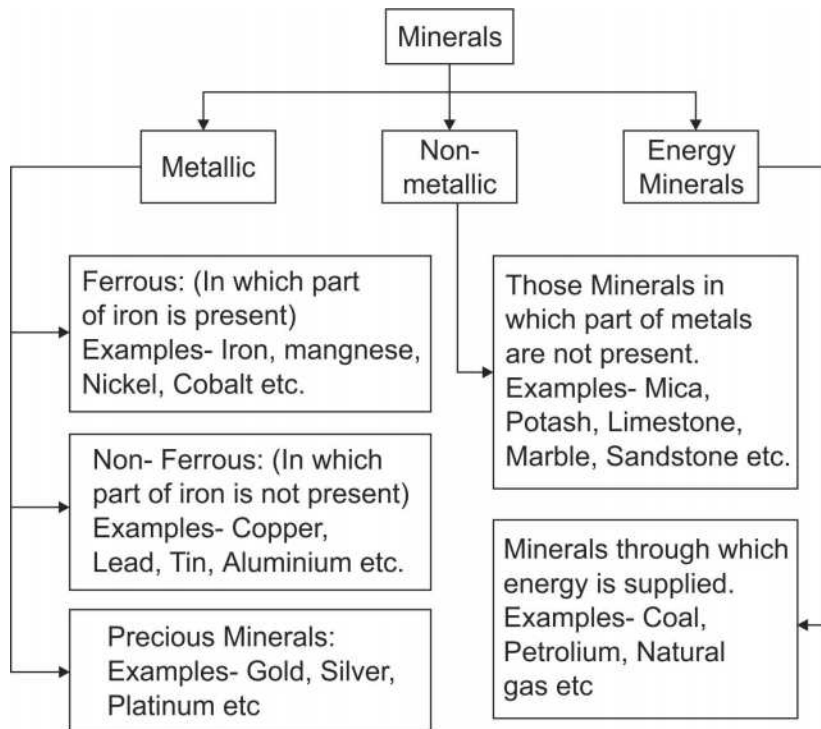 Minerals
Metallic
Non-
metallic
Energy
Minerals
Ferrous: (In which part
of iron is present)
Examples- Iron, mangnese,
Nickel, Cobalt etc.
Non- Ferrous: (In which
part of iron is not present)
Examples- Copper,
Lead, Tin, Aluminium etc.
Precious Minerals:
Examples- Gold, Silver,
Platinum etc
Those Minerals in
which part of metals
are not present.
Examples- Mica,
Potash, Limestone,
Marble, Sandstone etc.
Minerals through which
energy is supplied.
Examples- Coal,
Petrolium, Natural
gas etc